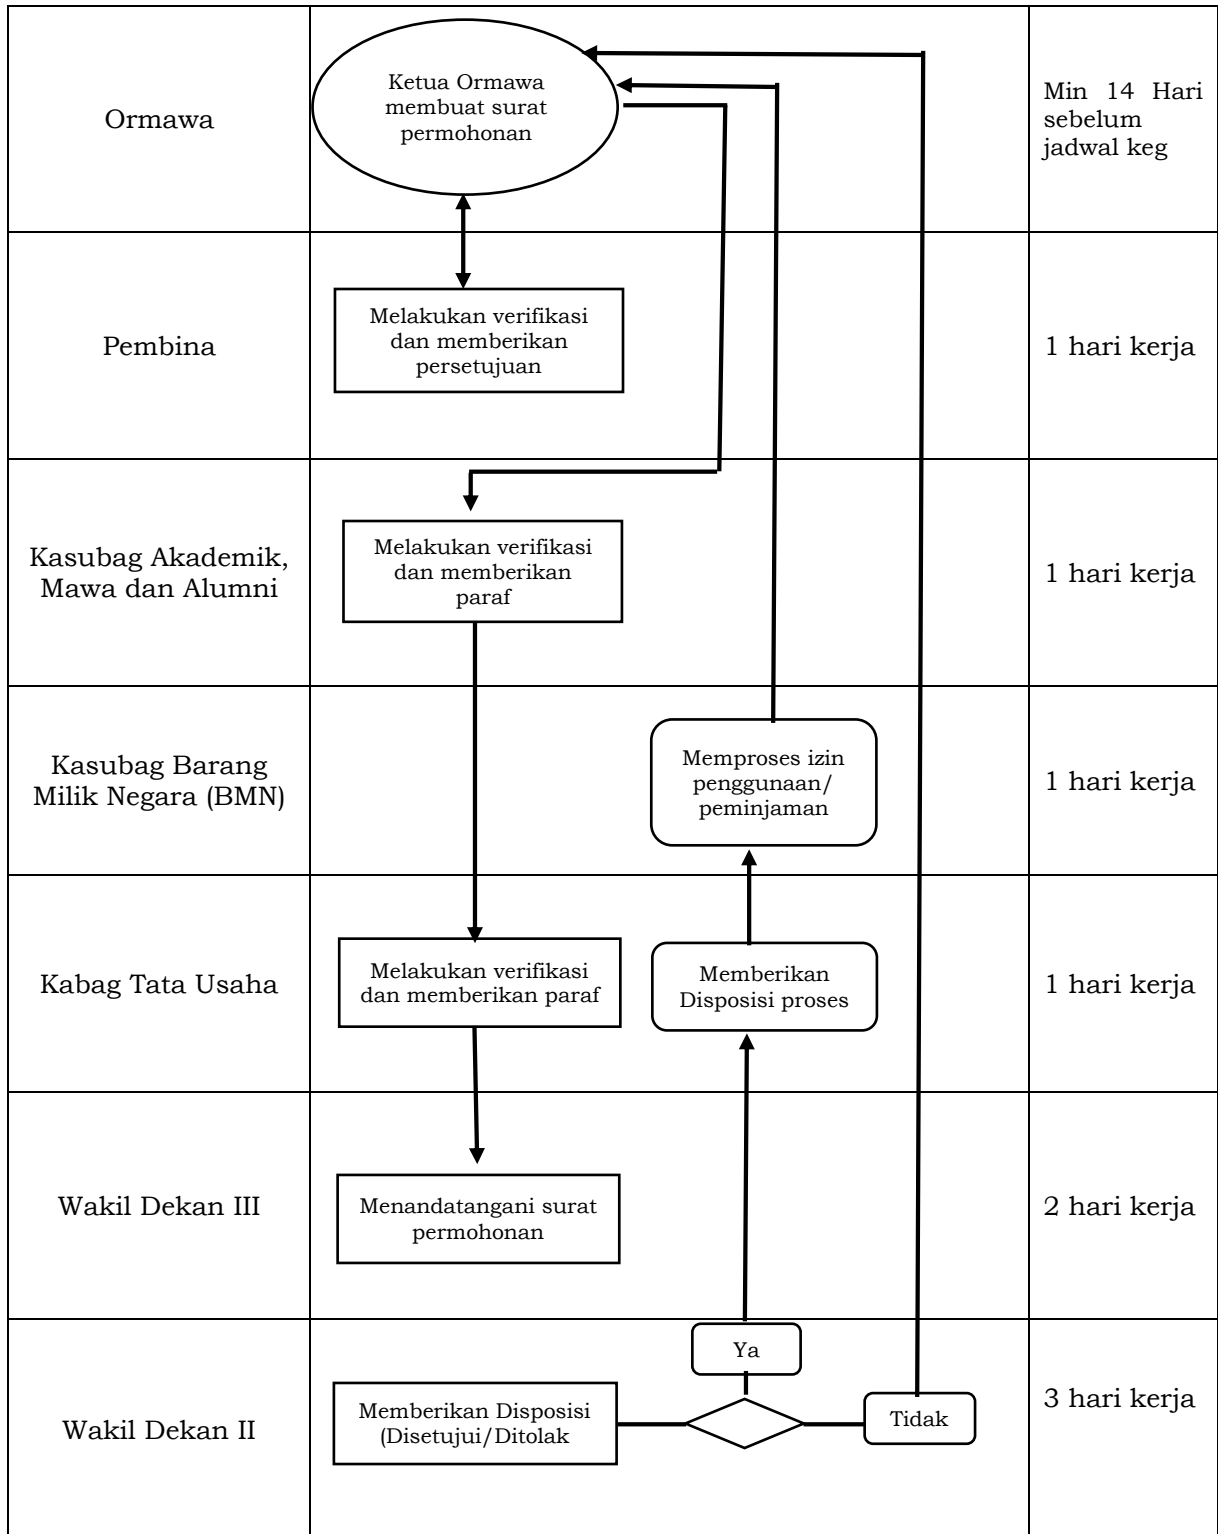 Ormawa
Ketua Ormawa
membuat surat
permohonan
Min 14 Hari
sebelum
jadwal keg
Pembina
Melakukan verifikasi
dan memberikan
persetujuan
1 hari kerja
Kasubag Akademik,
Mawa dan Alumni
Melakukan verifikasi
dan memberikan
paraf
1 hari kerja
Kasubag Barang
Milik Negara (BMN)
Memproses izin
penggunaan/
peminjaman
1 hari kerja
Kabag Tata Usaha
Melakukan verifikasi
dan memberikan paraf
Memberikan
Disposisi proses
1 hari kerja
Wakil Dekan III
Menandatangani surat
permohonan
2 hari kerja
Wakil Dekan II
Memberikan Disposisi
(Disetujui/Ditolak
Ya
Tidak
3 hari kerja